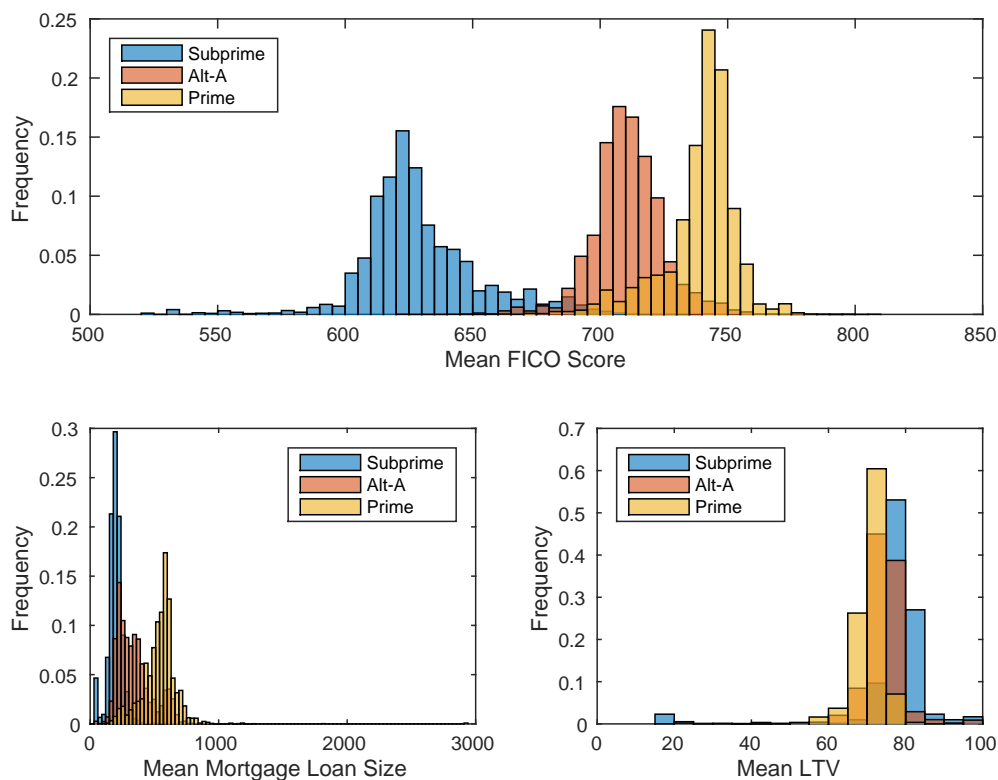 0.25
0.2
0.15
0.1
0.05
0
Frequency
Subprime
Alt-A
Prime
500 550 600 650 700 750 800 850
Mean FICO Score
0.3
0.25
0.2
0.15
0.1
0.05
0
Frequency
Subprime
Alt-A
Prime
0 1000 2000 3000
Mean Mortgage Loan Size
0.7
0.6
0.5
0.4
0.3
0.2
0.1
0
Frequency
Subprime
Alt-A
Prime
0 20 40 60 80 100
Mean LTV